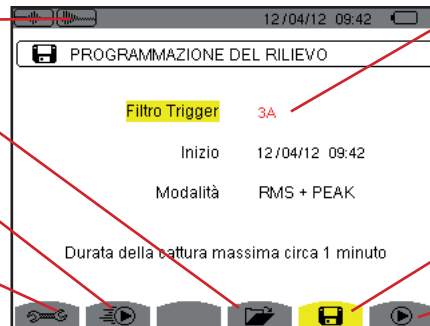 12/04/12 09:42
PROGRAMMAZIONE DEL RILIEVO
Filtro Trigger 3A
Inizio 12/04/12 09:42
Modalità RMS + PEAK
Durata della cattura massima circa 1 minuto